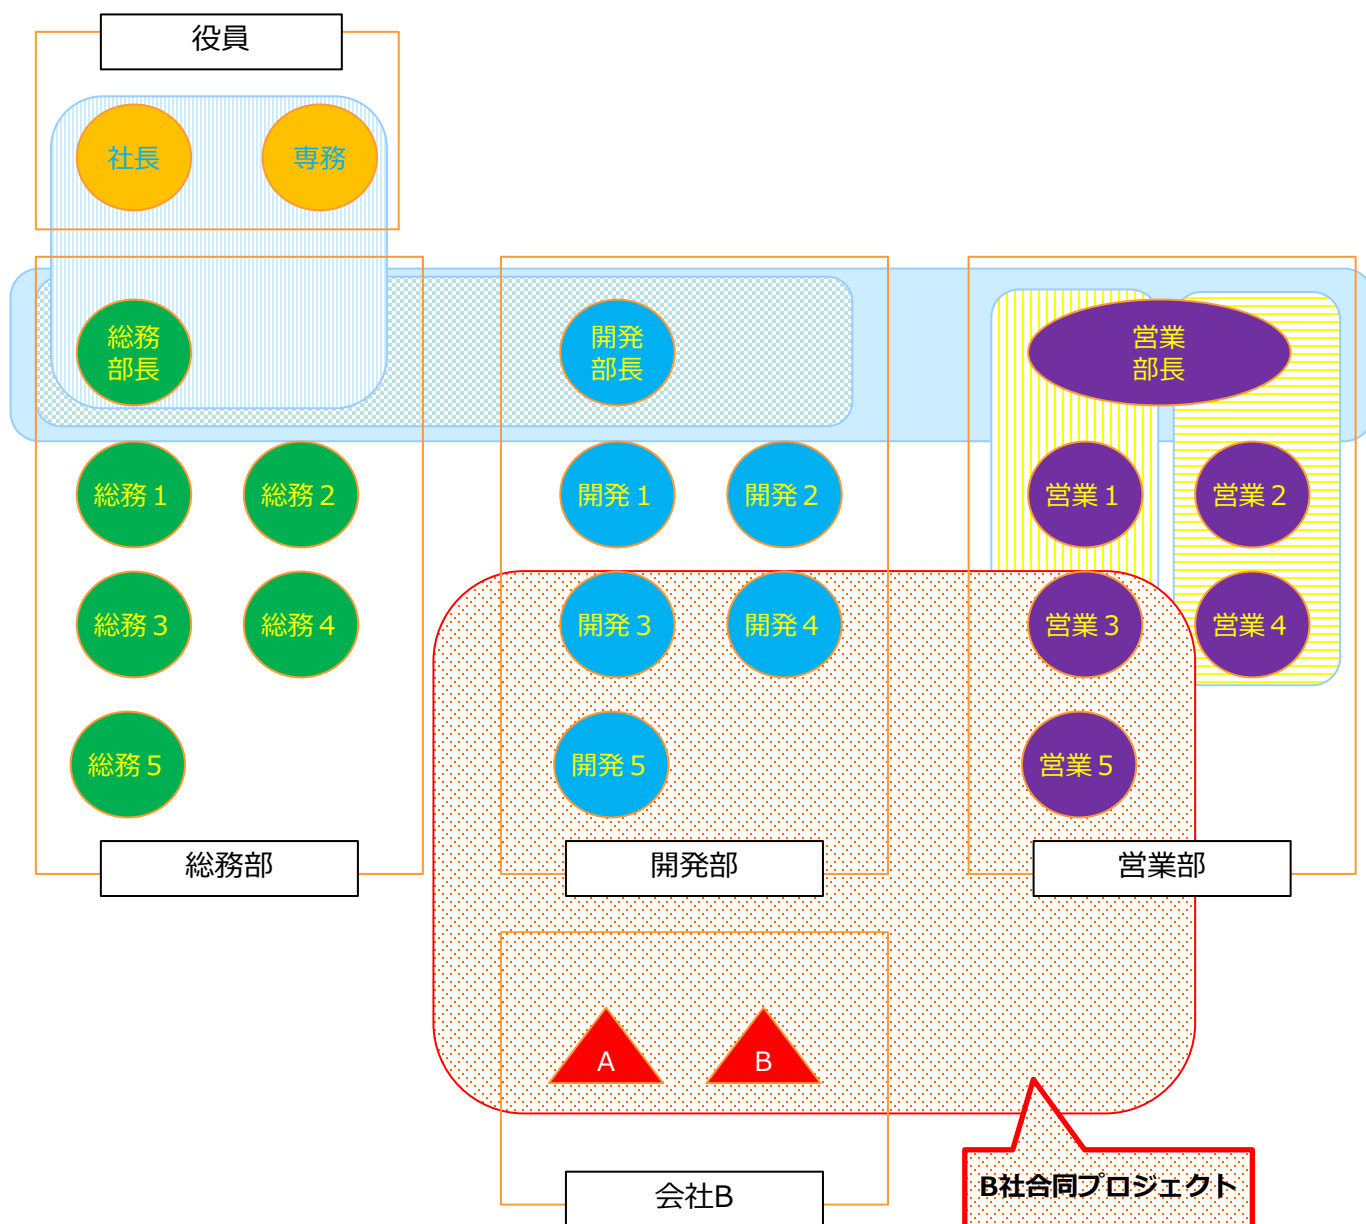 役員
社長
専務
総務
部長
開発
部長
営業
部長
総務１
総務２
開発１
開発２
営業１
営業２
総務３
総務４
開発３
開発４
営業３
営業４
総務５
開発５
営業５
総務部
開発部
営業部
A
B
B社合同プロジェクト
会社B